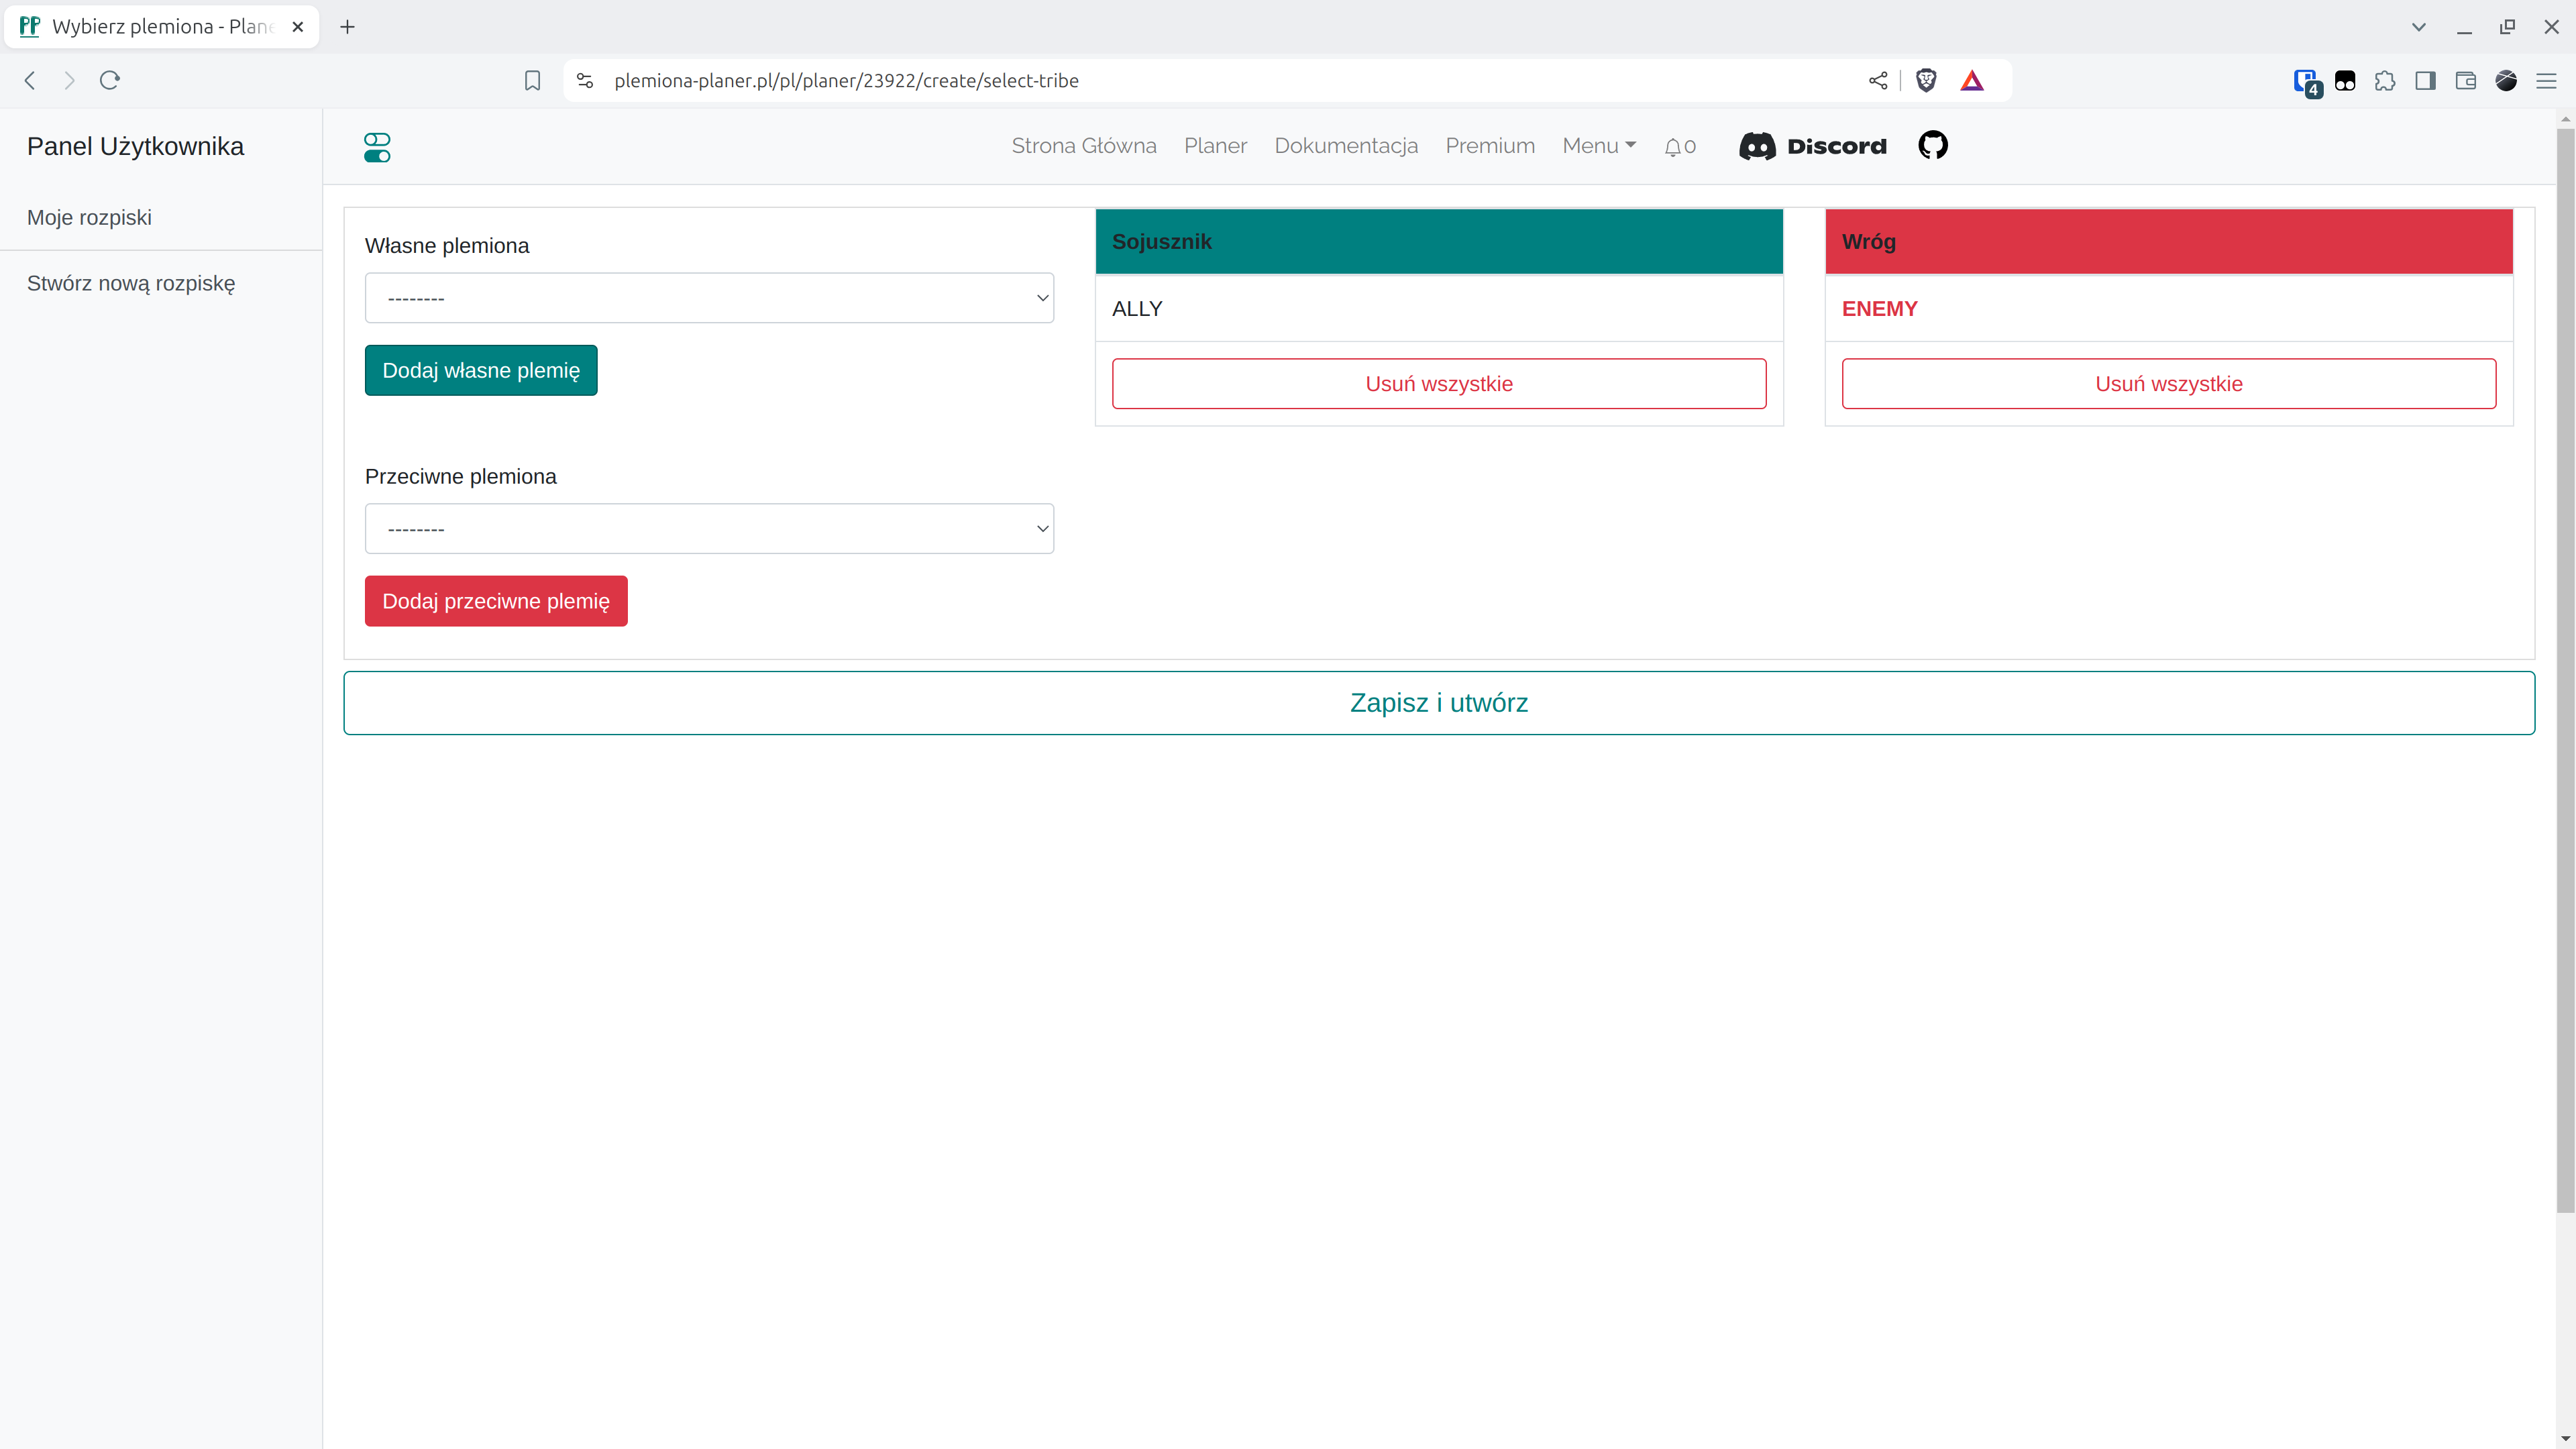 Wybierz plemiona - Plane
plemiona-planer.pl/pl/planer/23922/create/select-tribe
4
Panel Użytkownika
Strona Główna
Planer
Dokumentacja
Premium
Menu
0
Discord
Moje rozpiski
Stwórz nową rozpiskę
Własne plemiona
--------
Dodaj własne plemię
Przeciwne plemiona
--------
Dodaj przeciwne plemię
Sojusznik
ALLY
Usuń wszystkie
Wróg
ENEMY
Usuń wszystkie
Zapisz i utwórz